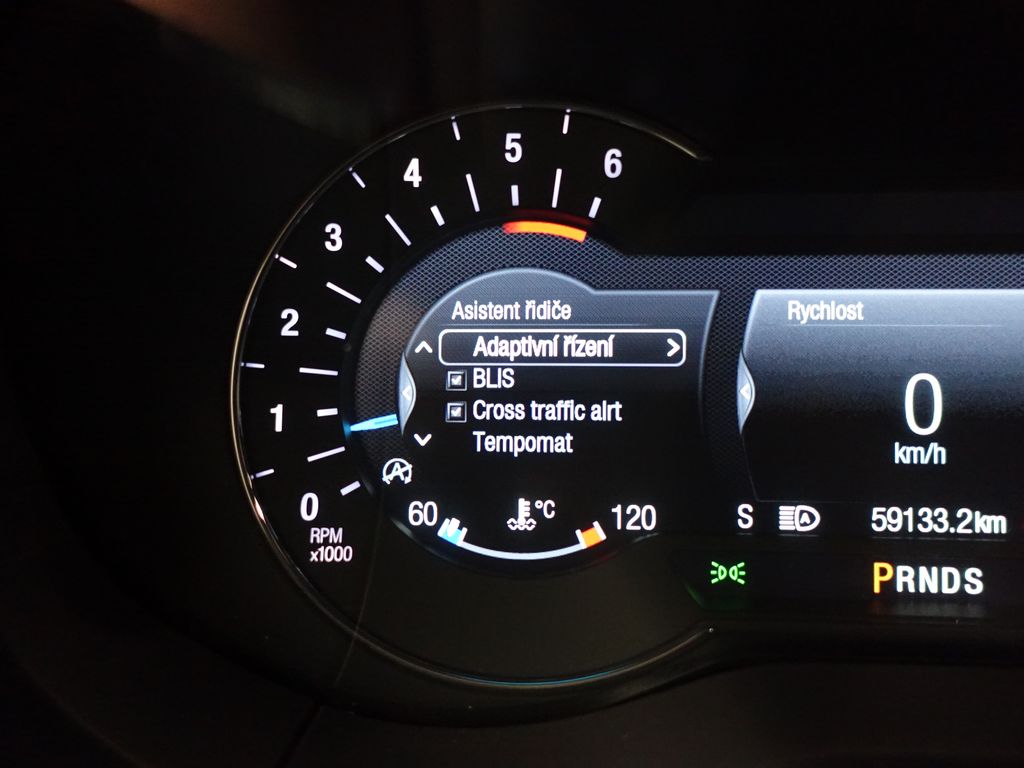 6
5
4
3
2
1
0
RPM
x1000
Asistent řidiče
Adaptivní řízení
BLIS
Cross traffic alrt
Tempomat
60
°C
120
Rychlost
0
km/h
S
A
59133.2km
PRNDS
A